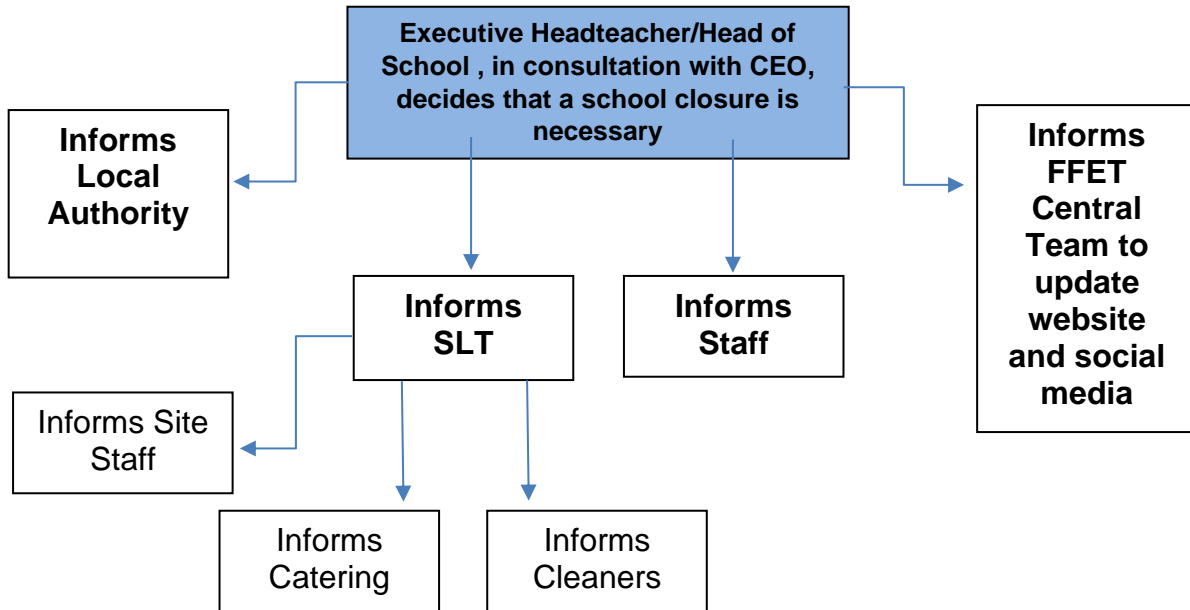 Executive Headteacher/Head of
School , in consultation with CEO,
decides that a school closure is
necessary
Informs
Local
Authority
Informs
FFET
Central
Team to
update
website
and social
media
Informs
SLT
Informs
Staff
Informs Site
Staff
Informs
Catering
Informs
Cleaners